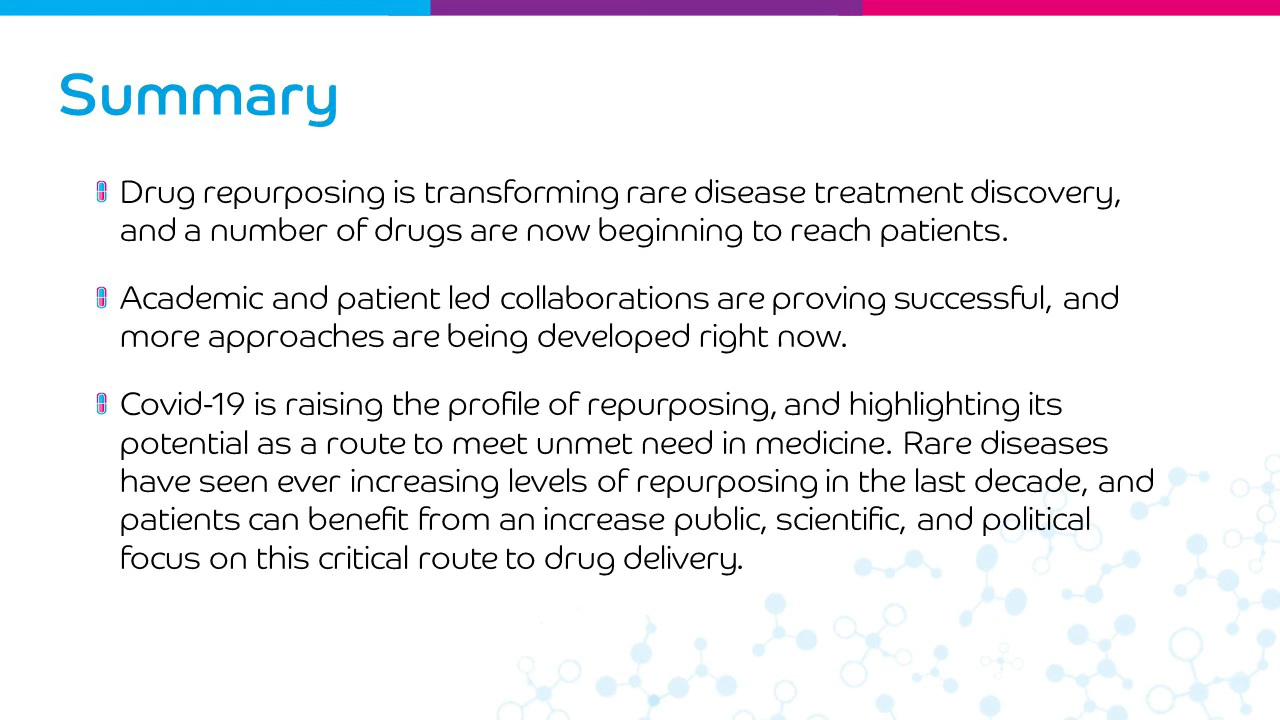 Summary
Drug repurposing is transforming rare disease treatment discovery,
and a number of drugs are now beginning to reach patients.
Academic and patient led collaborations are proving successful, and
more approaches are being developed right now.
Covid-19 is raising the profile of repurposing, and highlighting its
potential as a route to meet unmet need in medicine. Rare diseases
have seen ever increasing levels of repurposing in the last decade, and
patients can benefit from an increase public, scientific, and political
focus on this critical route to drug delivery.